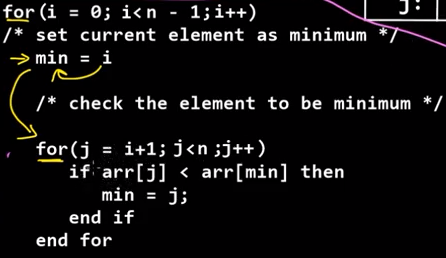 j:
for(i = 0; i<n - 1;i++)
/* set current element as minimum */
min = i
/* check the element to be minimum */
for(j = i+1; j<n ;j++)
if arr[j] < arr[min] then
min = j;
end if
end for